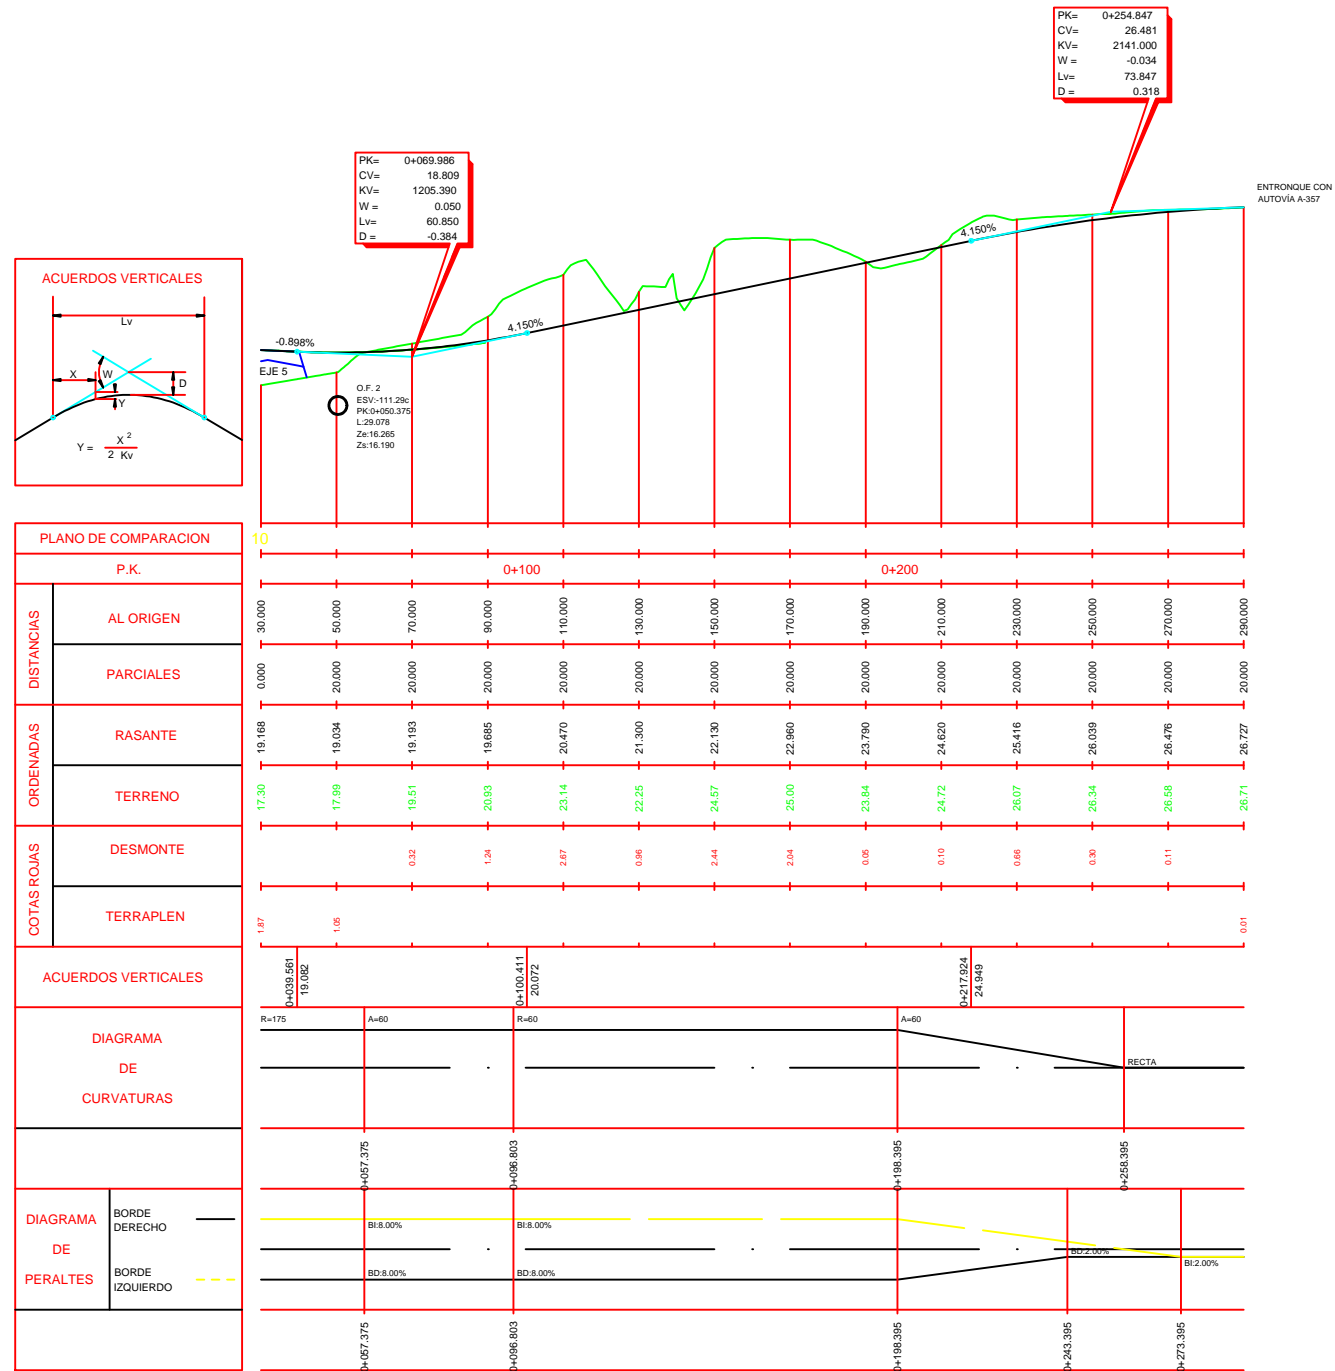 PK= 0+254.847
CV= 26.481
KV= 2141.000
W = -0.034
Lv= 73.847
D = 0.318
PK= 0+069.986
CV= 18.809
KV= 1205.390
W = 0.050
Lv= 60.850
D = -0.384
ENTRONQUE CON
AUTOVÍA A-357
4.150%
4.150%
-0.898%
EJE 5
O.F. 2
ESV:-111.29c
PK:0+050.375
L:29.078
Ze:16.265
Zs:16.190
ACUERDOS VERTICALES
Lv
X
W
D
Y
Y = X 2
2 Kv
PLANO DE COMPARACION 10
P.K. 0+100 0+200
DISTANCIAS
AL ORIGEN 30.000 50.000 70.000 90.000 110.000 130.000 150.000 170.000 190.000 210.000 230.000 250.000 270.000 290.000
PARCIALES 0.000 20.000 20.000 20.000 20.000 20.000 20.000 20.000 20.000 20.000 20.000 20.000 20.000 20.000
ORDENADAS
RASANTE 19.168 19.034 19.193 19.685 20.470 21.300 22.130 22.960 23.790 24.620 25.416 26.039 26.476 26.727
TERRENO 17.30 17.99 19.51 20.93 23.14 22.25 24.57 25.00 23.84 24.72 26.07 26.34 26.58 26.71
COTAS ROJAS
DESMONTE 0.32 1.24 2.67 0.96 2.44 2.04 0.05 0.10 0.66 0.30 0.11
TERRAPLEN 1.87 1.05 0.01
ACUERDOS VERTICALES
0+039.561
19.082
0+100.411
20.072
0+217.924
24.949
DIAGRAMA
DE
CURVATURAS
R=175 A=60 R=60 A=60
RECTA
0+057.375 0+096.803 0+198.395 0+258.395
DIAGRAMA
DE
PERALTES
BORDE
DERECHO
BORDE
IZQUIERDO
BI:8.00% BI:8.00%
BD:2.00%
BI:2.00%
BD:8.00% BD:8.00%
0+057.375 0+096.803 0+198.395 0+243.395 0+273.395